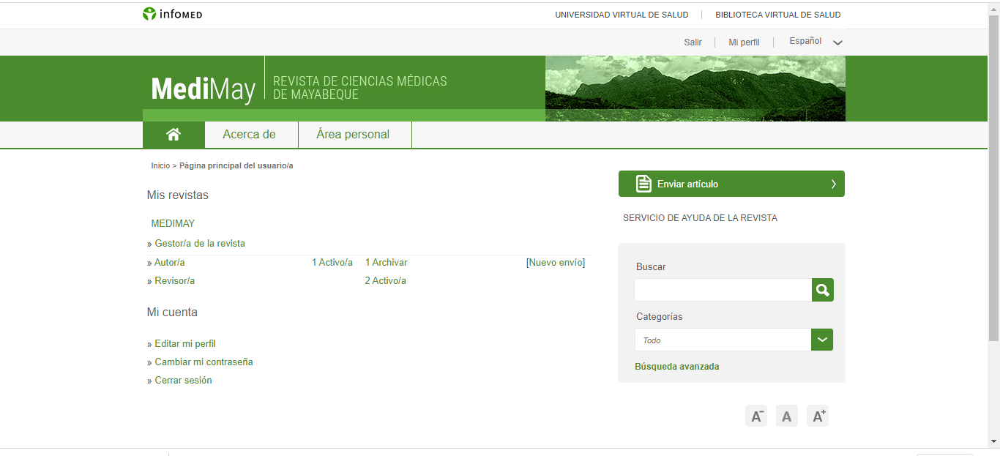 infOMED
UNIVERSIDAD VIRTUAL DE SALUD
BIBLIOTECA VIRTUAL DE SALUD
Salir
Mi perfil
Español
MediMay
REVISTA DE CIENCIAS MÉDICAS
DE MAYABEQUE
Acerca de
Área personal
Inicio > Página principal del usuario/a
Mis revistas
MEDIMAY
» Gestor/a de la revista
» Autor/a 1 Activo/a 1 Archivar [Nuevo envío]
» Revisor/a 2 Activo/a
Mi cuenta
» Editar mi perfil
» Cambiar mi contraseña
» Cerrar sesión
Enviar artículo
SERVICIO DE AYUDA DE LA REVISTA
Buscar
Categorías
Todo
Búsqueda avanzada
A- A A+